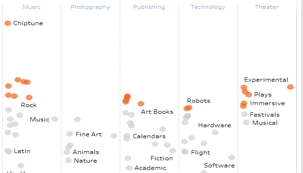 Music Photography Publishing Technology Theater
Chiptune
Experimental
Plays
Robots
Immersive
Rock
Art Books
Festivals
Music
Musical
Hardware
Fine Art
Calendars
Latin
Animals
Flight
Fiction
Nature
Software
Academic